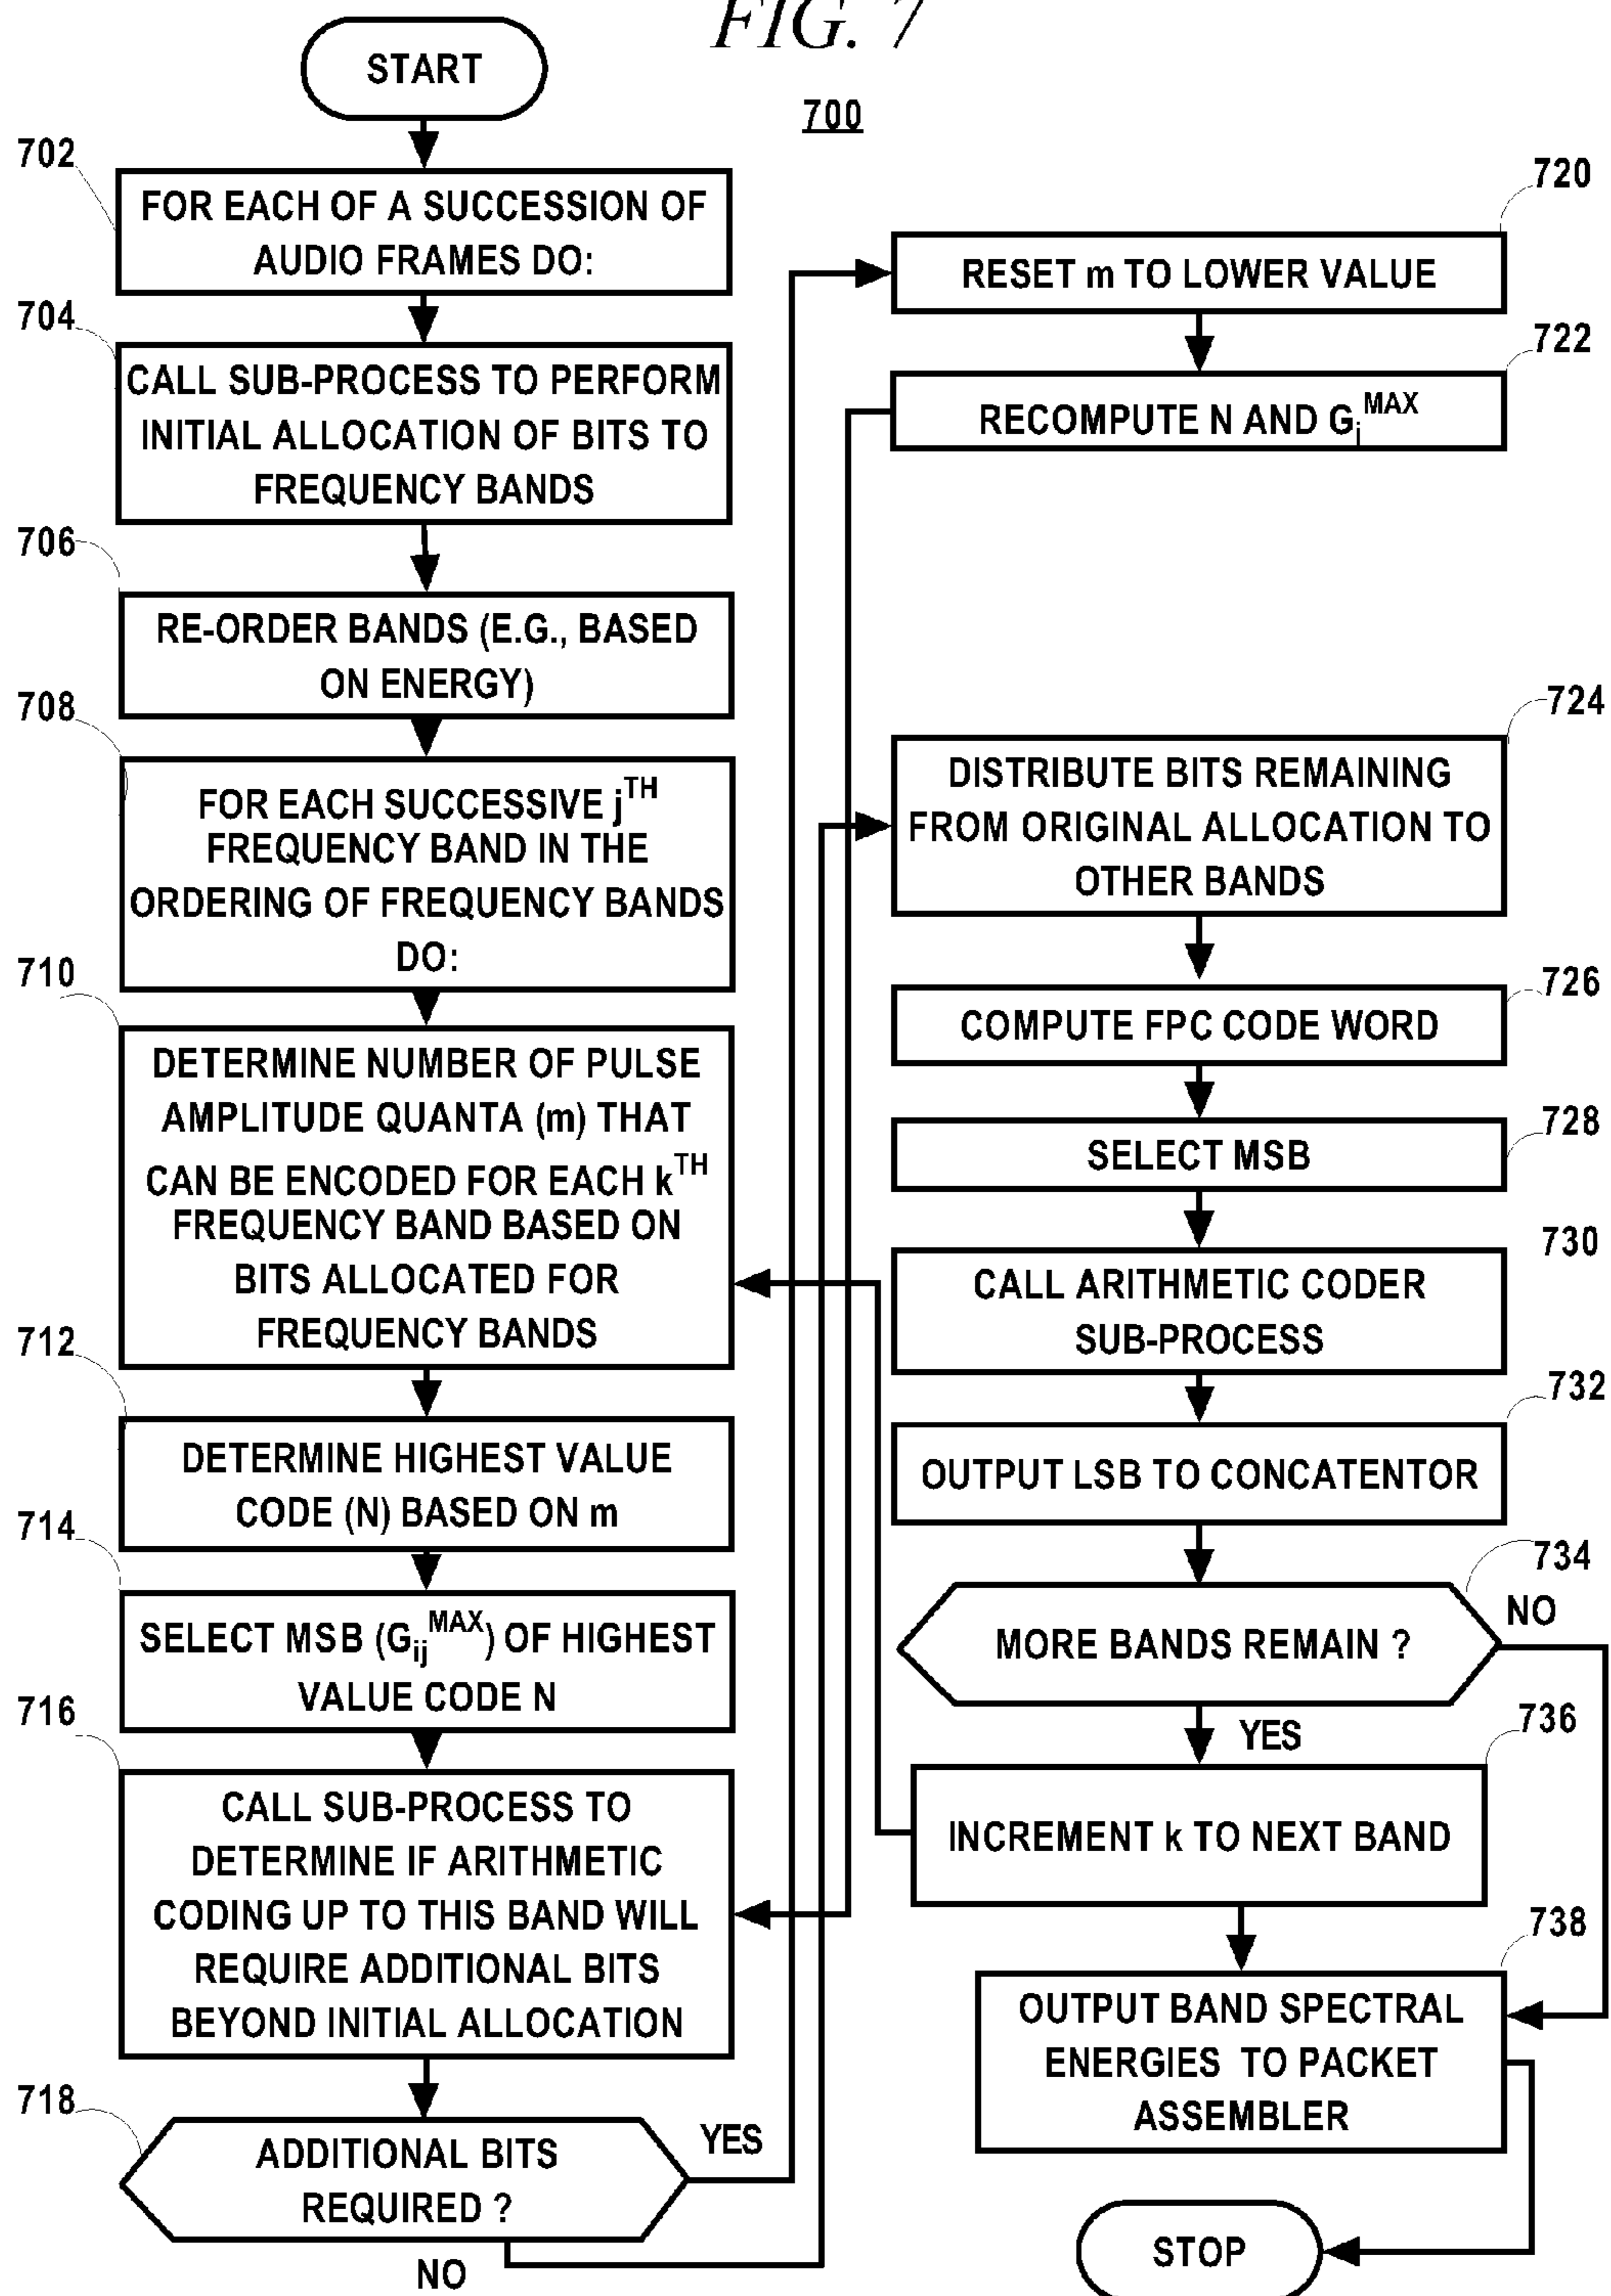 FIG. 7
700
START
702
FOR EACH OF A SUCCESSION OF
AUDIO FRAMES DO:
704
CALL SUB-PROCESS TO PERFORM
INITIAL ALLOCATION OF BITS TO
FREQUENCY BANDS
706
RE-ORDER BANDS (E.G., BASED
ON ENERGY)
708
FOR EACH SUCCESSIVE j^TH
FREQUENCY BAND IN THE
ORDERING OF FREQUENCY BANDS
DO:
710
DETERMINE NUMBER OF PULSE
AMPLITUDE QUANTA (m) THAT
CAN BE ENCODED FOR EACH k^TH
FREQUENCY BAND BASED ON
BITS ALLOCATED FOR
FREQUENCY BANDS
712
DETERMINE HIGHEST VALUE
CODE (N) BASED ON m
714
SELECT MSB (G_ij^MAX) OF HIGHEST
VALUE CODE N
716
CALL SUB-PROCESS TO
DETERMINE IF ARITHMETIC
CODING UP TO THIS BAND WILL
REQUIRE ADDITIONAL BITS
BEYOND INITIAL ALLOCATION
718
ADDITIONAL BITS
REQUIRED ?
YES
NO
720
RESET m TO LOWER VALUE
722
RECOMPUTE N AND G_j^MAX
724
DISTRIBUTE BITS REMAINING
FROM ORIGINAL ALLOCATION TO
OTHER BANDS
726
COMPUTE FPC CODE WORD
728
SELECT MSB
730
CALL ARITHMETIC CODER
SUB-PROCESS
732
OUTPUT LSB TO CONCATENTOR
734
MORE BANDS REMAIN ?
NO
YES
736
INCREMENT k TO NEXT BAND
738
OUTPUT BAND SPECTRAL
ENERGIES TO PACKET
ASSEMBLER
STOP